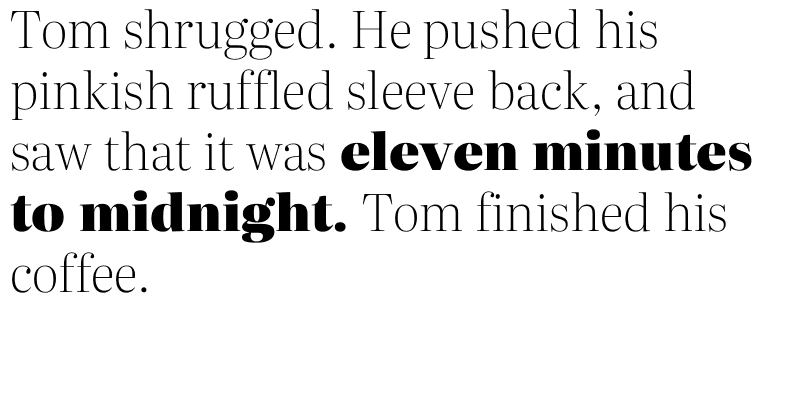 Tom shrugged. He pushed his
pinkish ruffled sleeve back, and
saw that it was eleven minutes
to midnight. Tom finished his
coffee.